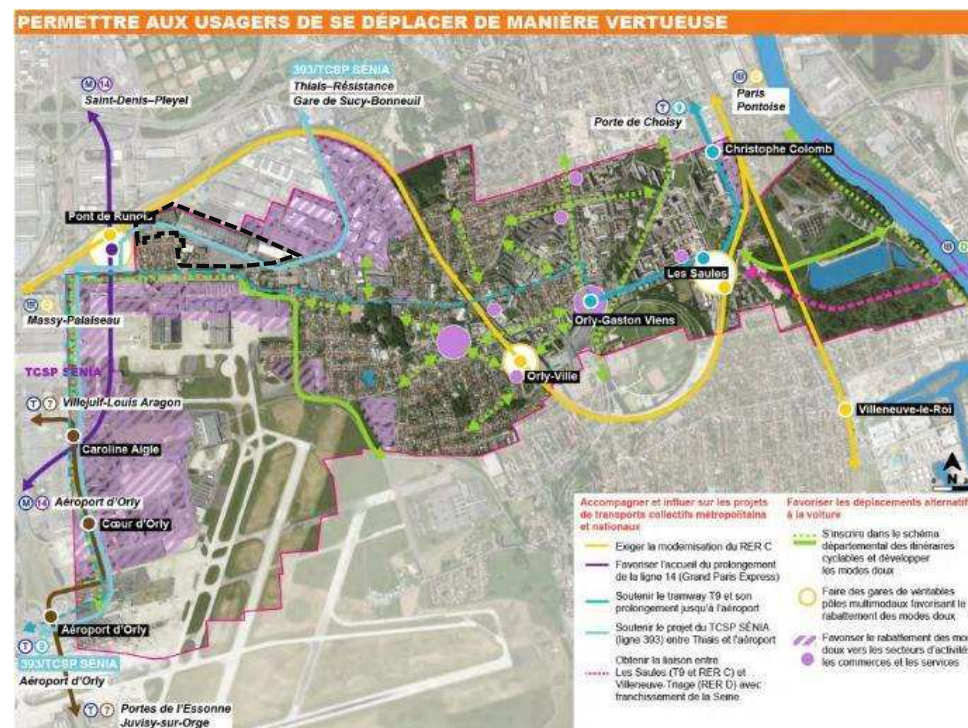 PERMETTRE AUX USAGERS DE SE DÉPLACER DE MANIÈRE VERTUEUSE
M 14
Saint-Denis–Pleyel
393/TCSP SÉNIA
Thiais–Résistance
Gare de Sucy-Bonneuil
T 9
Porte de Choisy
Paris
Pontoise
Christophe Colomb
Pont de Rungis
Les Saules
Massy-Palaiseau
Orly-Gaston Viens
TCSP SÉNIA
Orly-Ville
T 7
Villejuif-Louis Aragon
Villeneuve-le-Roi
Caroline Aigle
M 14
Aéroport d'Orly
Cœur d'Orly
N
Aéroport d'Orly
T 9
393/TCSP SÉNIA
Aéroport d'Orly
T 7
Portes de l'Essonne
Juvisy-sur-Orge
Accompagner et influer sur les projets
de transports collectifs métropolitains
et nationaux
Exiger la modernisation du RER C
Favoriser l'accueil du prolongement
de la ligne 14 (Grand Paris Express)
Soutenir le tramway T9 et son
prolongement jusqu'à l'aéroport
Soutenir le projet du TCSP SÉNIA
(ligne 393) entre Thiais et l'aéroport
Obtenir la liaison entre
Les Saules (T9 et RER C) et
Villeneuve-Triage (RER D) avec
franchissement de la Seine
Favoriser les déplacements alternatif
à la voiture
S'inscrire dans le schéma
départemental des itinéraires
cyclables et développer
les modes doux
Faire des gares de véritables
pôles multimodaux favorisant le
rabattement des modes doux
Favoriser le rabattement des mo
doux vers les secteurs d'activité
les commerces et les services